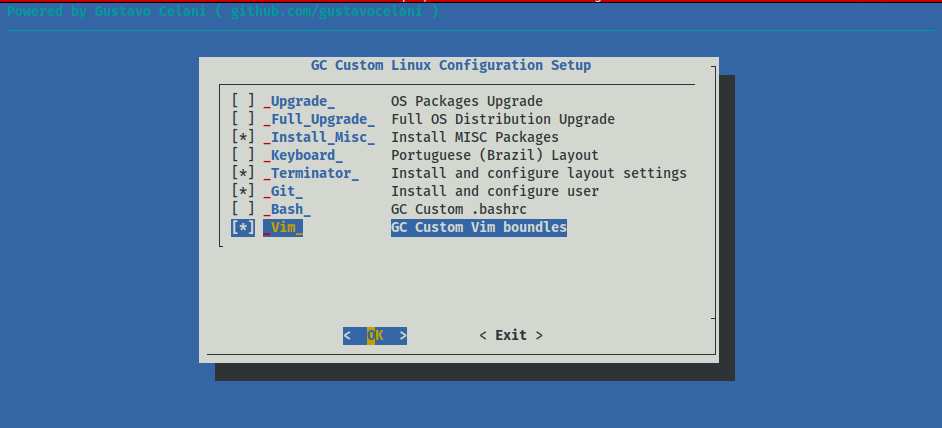 Powered by Gustavo Celani ( github.com/gustavocelani )
GC Custom Linux Configuration Setup
[ ] _Upgrade_ OS Packages Upgrade
[ ] _Full_Upgrade_ Full OS Distribution Upgrade
[*] _Install_Misc_ Install MISC Packages
[ ] _Keyboard_ Portuguese (Brazil) Layout
[*] _Terminator_ Install and configure layout settings
[*] _Git_ Install and configure user
[ ] _Bash_ GC Custom .bashrc
[*] _Vim_ GC Custom Vim boundles
< OK > < Exit >